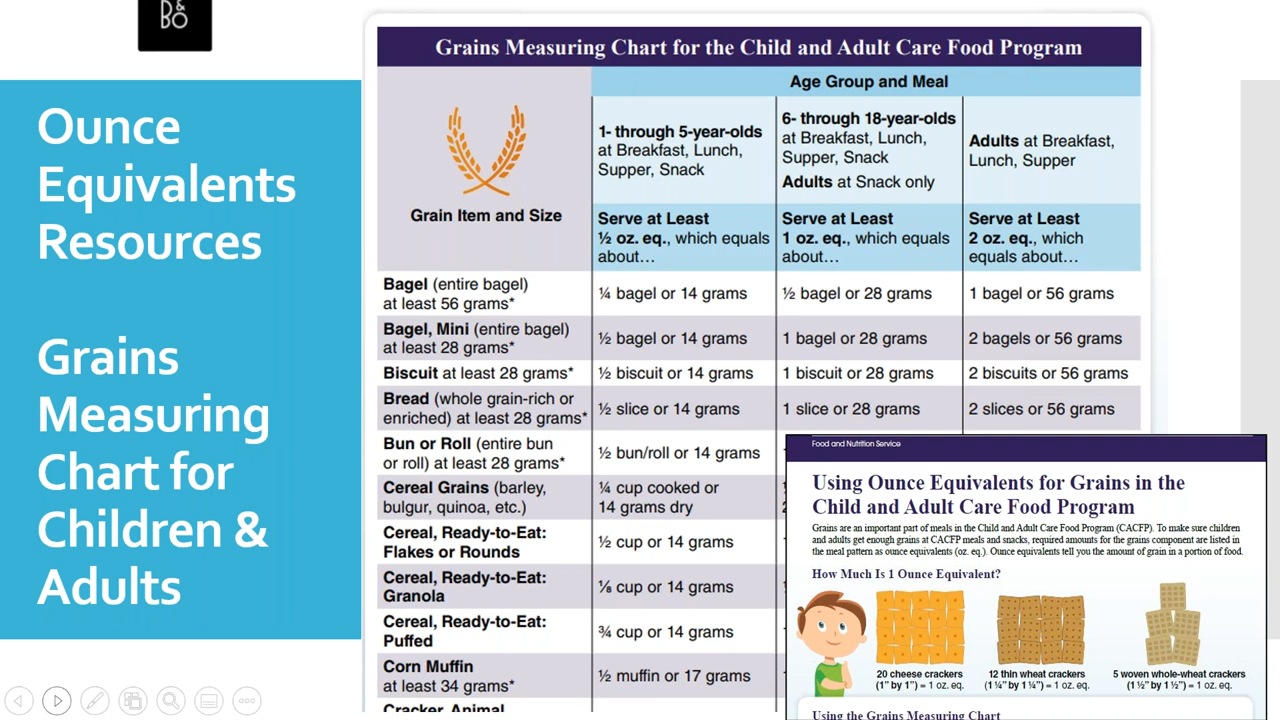 B&O
Ounce
Equivalents
Resources
Grains
Measuring
Chart for
Children &
Adults
Grains Measuring Chart for the Child and Adult Care Food Program
Age Group and Meal
Grain Item and Size
1- through 5-year-olds
at Breakfast, Lunch,
Supper, Snack
6- through 18-year-olds
at Breakfast, Lunch,
Supper, Snack
Adults at Snack only
Adults at Breakfast,
Lunch, Supper
Serve at Least
½ oz. eq., which equals
about…
Serve at Least
1 oz. eq., which equals
about…
Serve at Least
2 oz. eq., which
equals about…
Bagel (entire bagel)
at least 56 grams*
¼ bagel or 14 grams
½ bagel or 28 grams
1 bagel or 56 grams
Bagel, Mini (entire bagel)
at least 28 grams*
½ bagel or 14 grams
1 bagel or 28 grams
2 bagels or 56 grams
Biscuit at least 28 grams*
½ biscuit or 14 grams
1 biscuit or 28 grams
2 biscuits or 56 grams
Bread (whole grain-rich or
enriched) at least 28 grams*
½ slice or 14 grams
1 slice or 28 grams
2 slices or 56 grams
Bun or Roll (entire bun
or roll) at least 28 grams*
½ bun/roll or 14 grams
Cereal Grains (barley,
bulgur, quinoa, etc.)
¼ cup cooked or
14 grams dry
Cereal, Ready-to-Eat:
Flakes or Rounds
½ cup or 14 grams
Cereal, Ready-to-Eat:
Granola
⅛ cup or 14 grams
Cereal, Ready-to-Eat:
Puffed
¾ cup or 14 grams
Corn Muffin
at least 34 grams*
½ muffin or 17 grams
Cracker, Animal
Food and Nutrition Service
Using Ounce Equivalents for Grains in the
Child and Adult Care Food Program
Grains are an important part of meals in the Child and Adult Care Food Program (CACFP). To make sure children
and adults get enough grains at CACFP meals and snacks, required amounts for the grains component are listed in
the meal pattern as ounce equivalents (oz. eq.). Ounce equivalents tell you the amount of grain in a portion of food.
How Much Is 1 Ounce Equivalent?
20 cheese crackers
(1" by 1") = 1 oz. eq.
12 thin wheat crackers
(1 ¼" by 1 ¼") = 1 oz. eq.
5 woven whole-wheat crackers
(1 ½" by 1 ½") = 1 oz. eq.
Using the Grains Measuring Chart